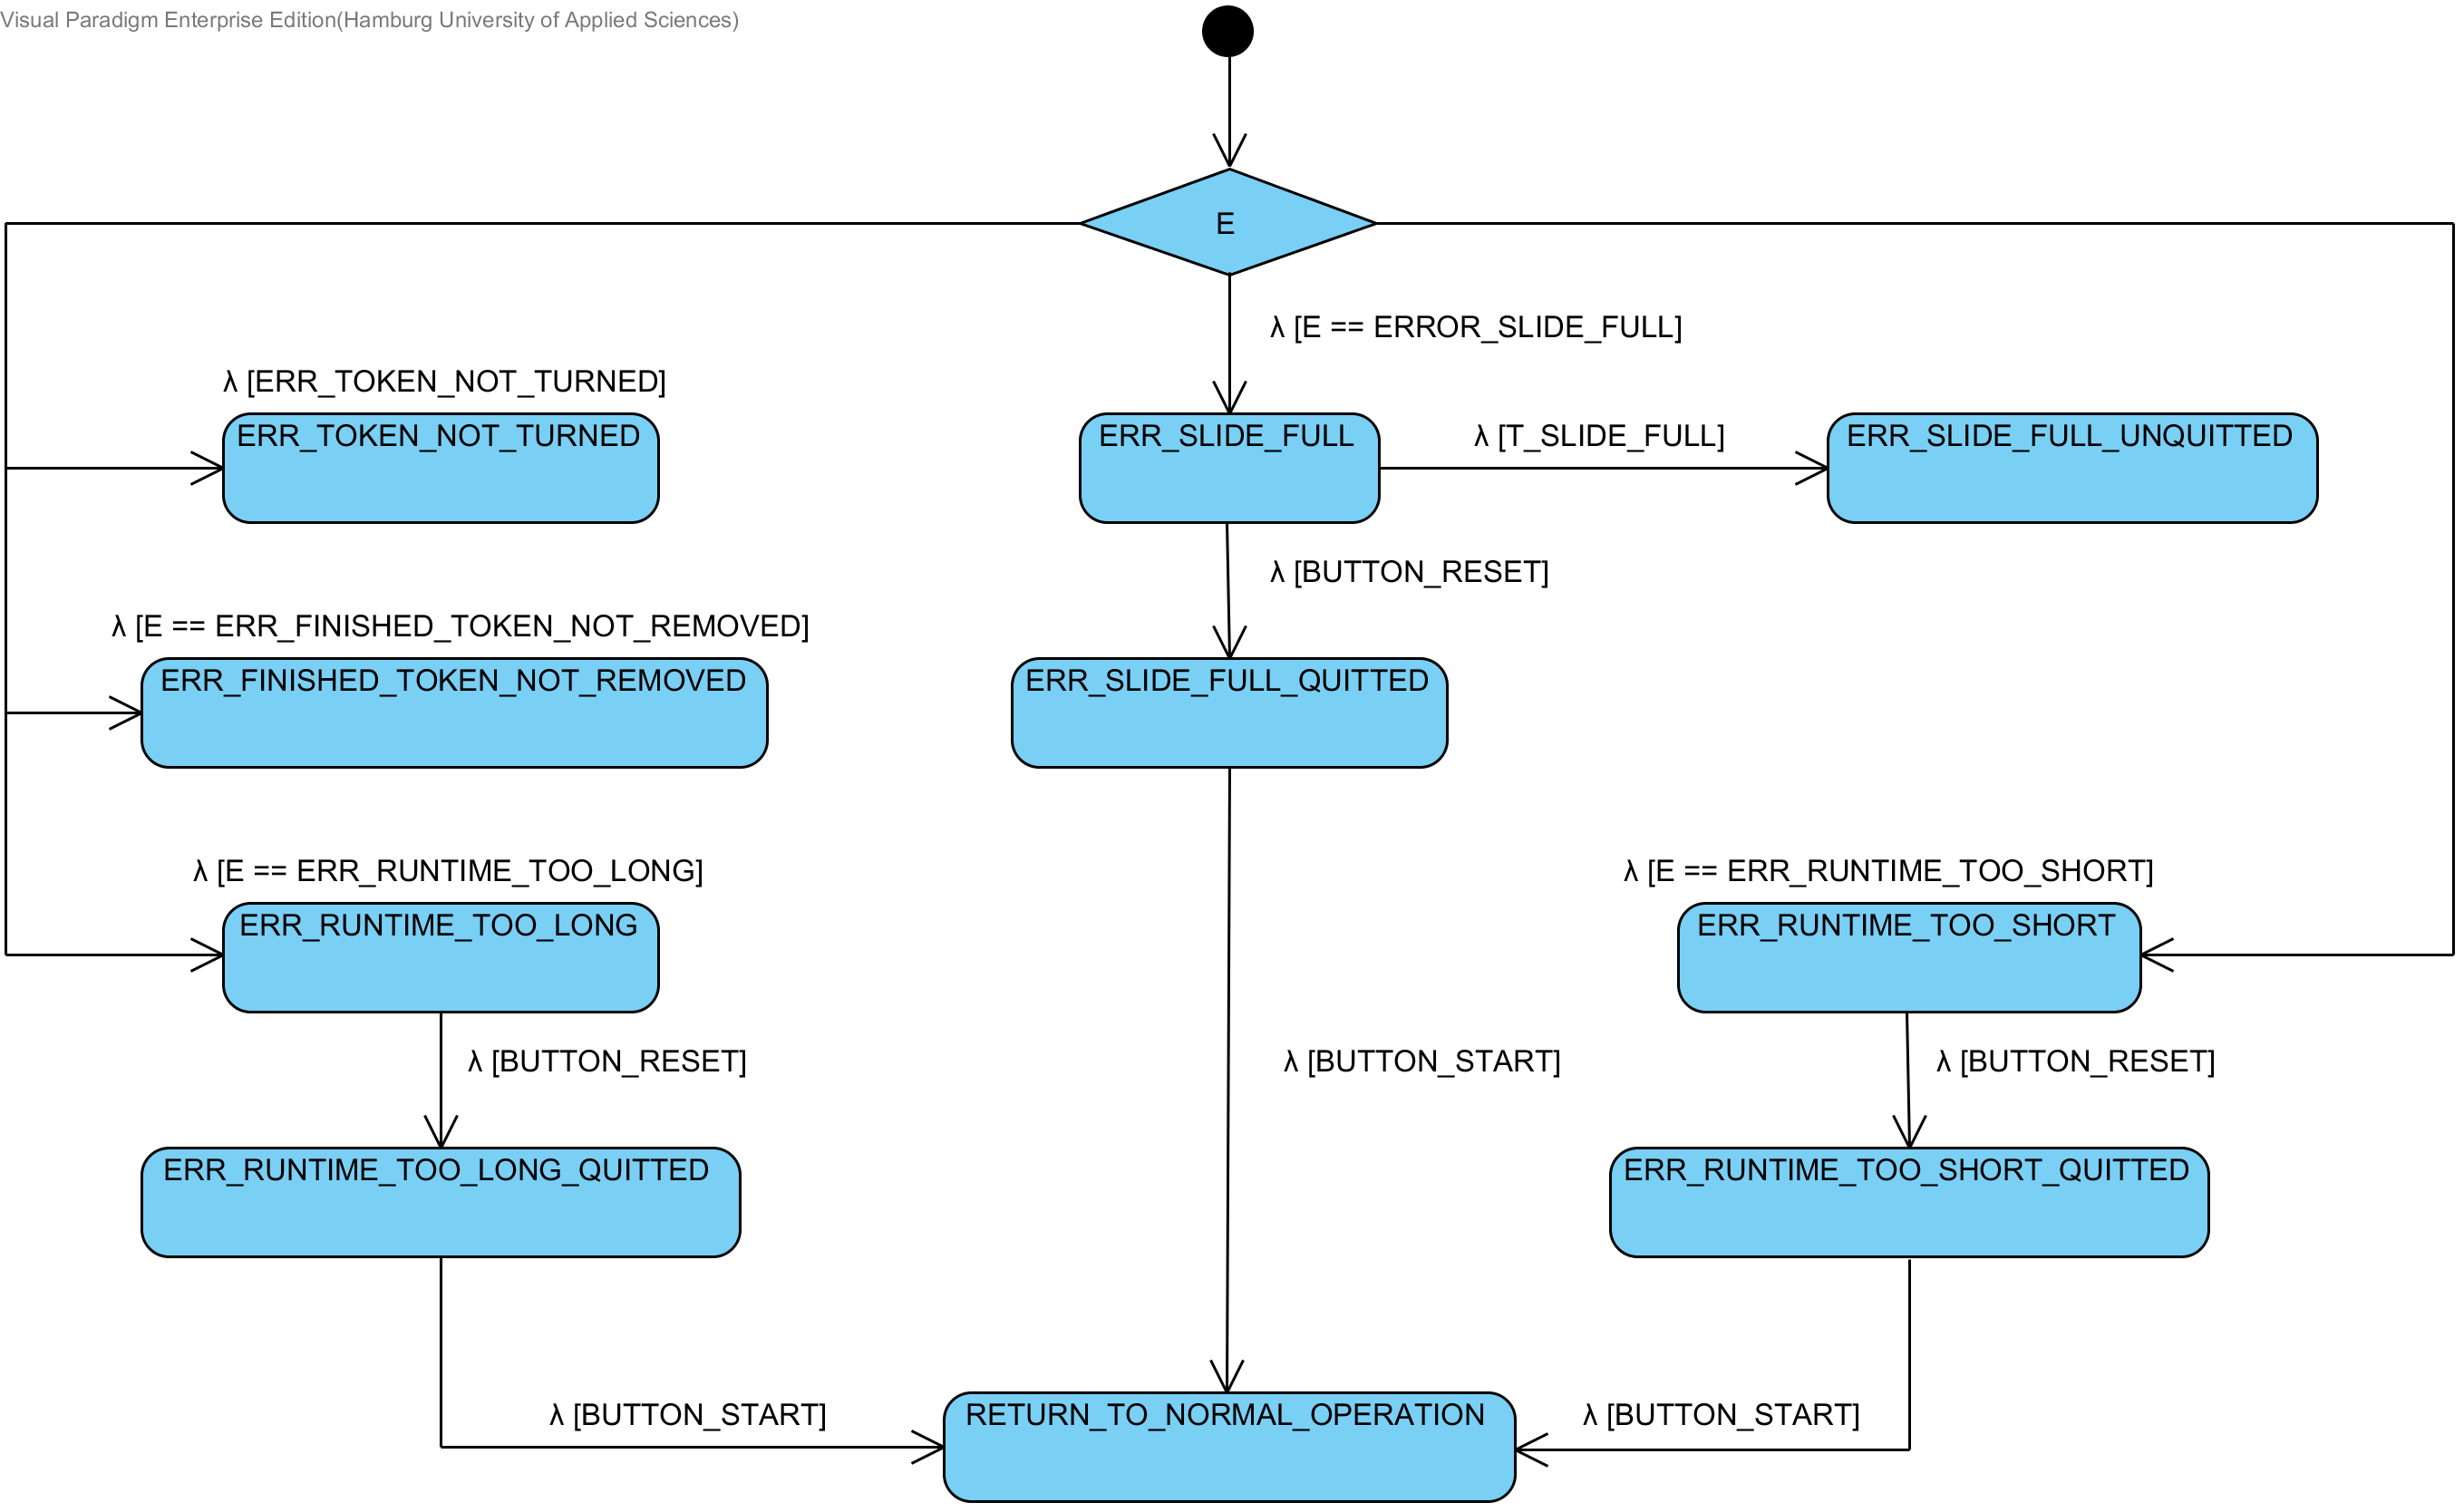 Visual Paradigm Enterprise Edition(Hamburg University of Applied Sciences)
E
λ [E == ERROR_SLIDE_FULL]
λ [ERR_TOKEN_NOT_TURNED]
ERR_TOKEN_NOT_TURNED
ERR_SLIDE_FULL
λ [T_SLIDE_FULL]
ERR_SLIDE_FULL_UNQUITTED
λ [BUTTON_RESET]
λ [E == ERR_FINISHED_TOKEN_NOT_REMOVED]
ERR_FINISHED_TOKEN_NOT_REMOVED
ERR_SLIDE_FULL_QUITTED
λ [E == ERR_RUNTIME_TOO_LONG]
λ [E == ERR_RUNTIME_TOO_SHORT]
ERR_RUNTIME_TOO_LONG
ERR_RUNTIME_TOO_SHORT
λ [BUTTON_RESET]
λ [BUTTON_START]
λ [BUTTON_RESET]
ERR_RUNTIME_TOO_LONG_QUITTED
ERR_RUNTIME_TOO_SHORT_QUITTED
λ [BUTTON_START]
RETURN_TO_NORMAL_OPERATION
λ [BUTTON_START]